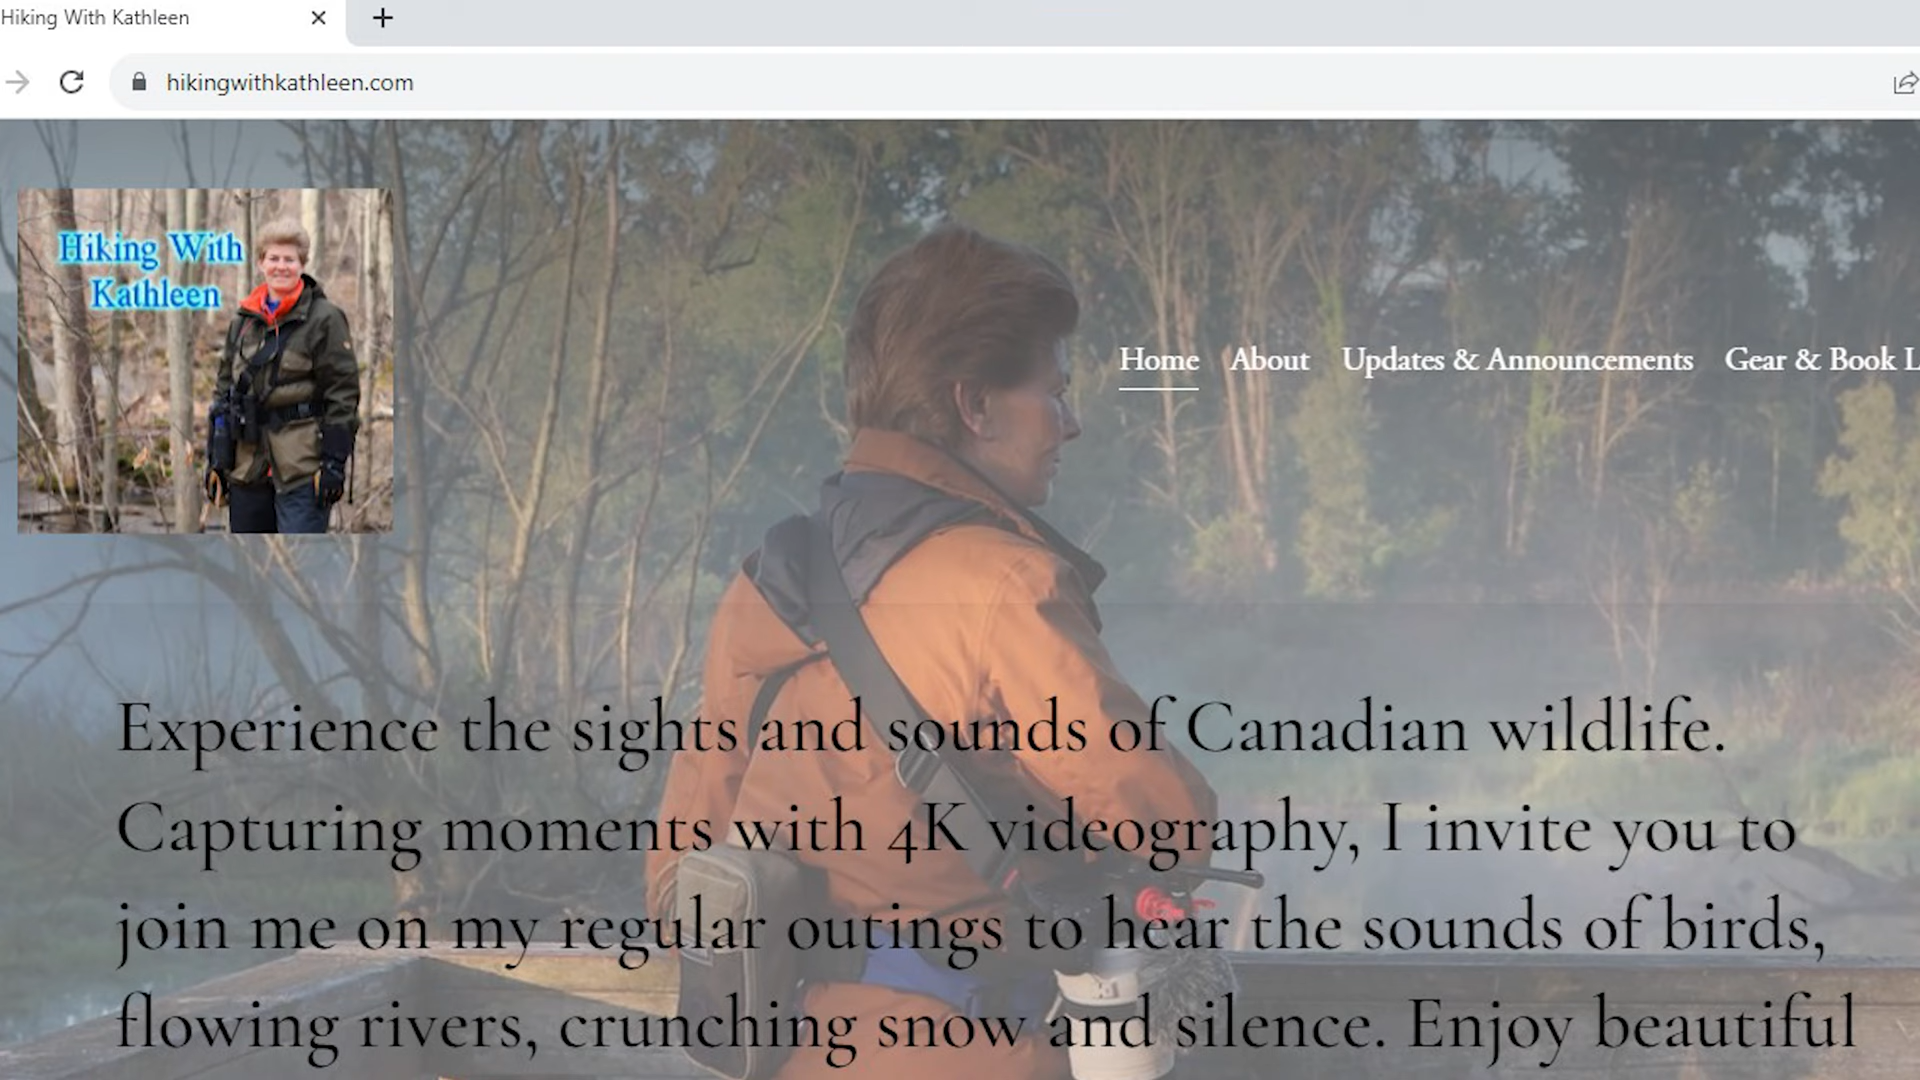 Hiking With Kathleen
hikingwithkathleen.com
Hiking With
Kathleen
Home About Updates & Announcements Gear & Book L
Experience the sights and sounds of Canadian wildlife.
Capturing moments with 4K videography, I invite you to
join me on my regular outings to hear the sounds of birds,
flowing rivers, crunching snow and silence. Enjoy beautiful